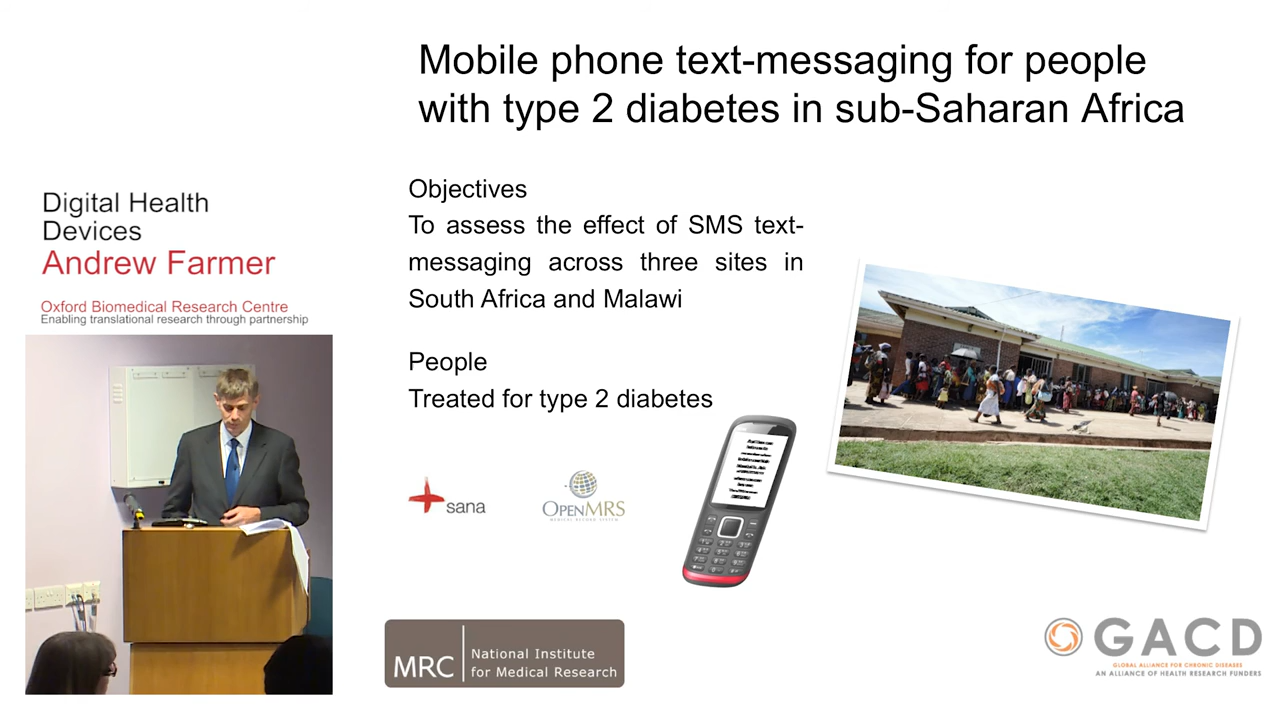 Mobile phone text-messaging for people
with type 2 diabetes in sub-Saharan Africa
Digital Health
Devices
Andrew Farmer
Oxford Biomedical Research Centre
Enabling translational research through partnership
Objectives
To assess the effect of SMS text-
messaging across three sites in
South Africa and Malawi
People
Treated for type 2 diabetes
sana
OPENMRS
MEDICAL RECORD SYSTEM
MRC
National Institute
for Medical Research
GACD
GLOBAL ALLIANCE FOR CHRONIC DISEASES
AN ALLIANCE OF HEALTH RESEARCH FUNDERS